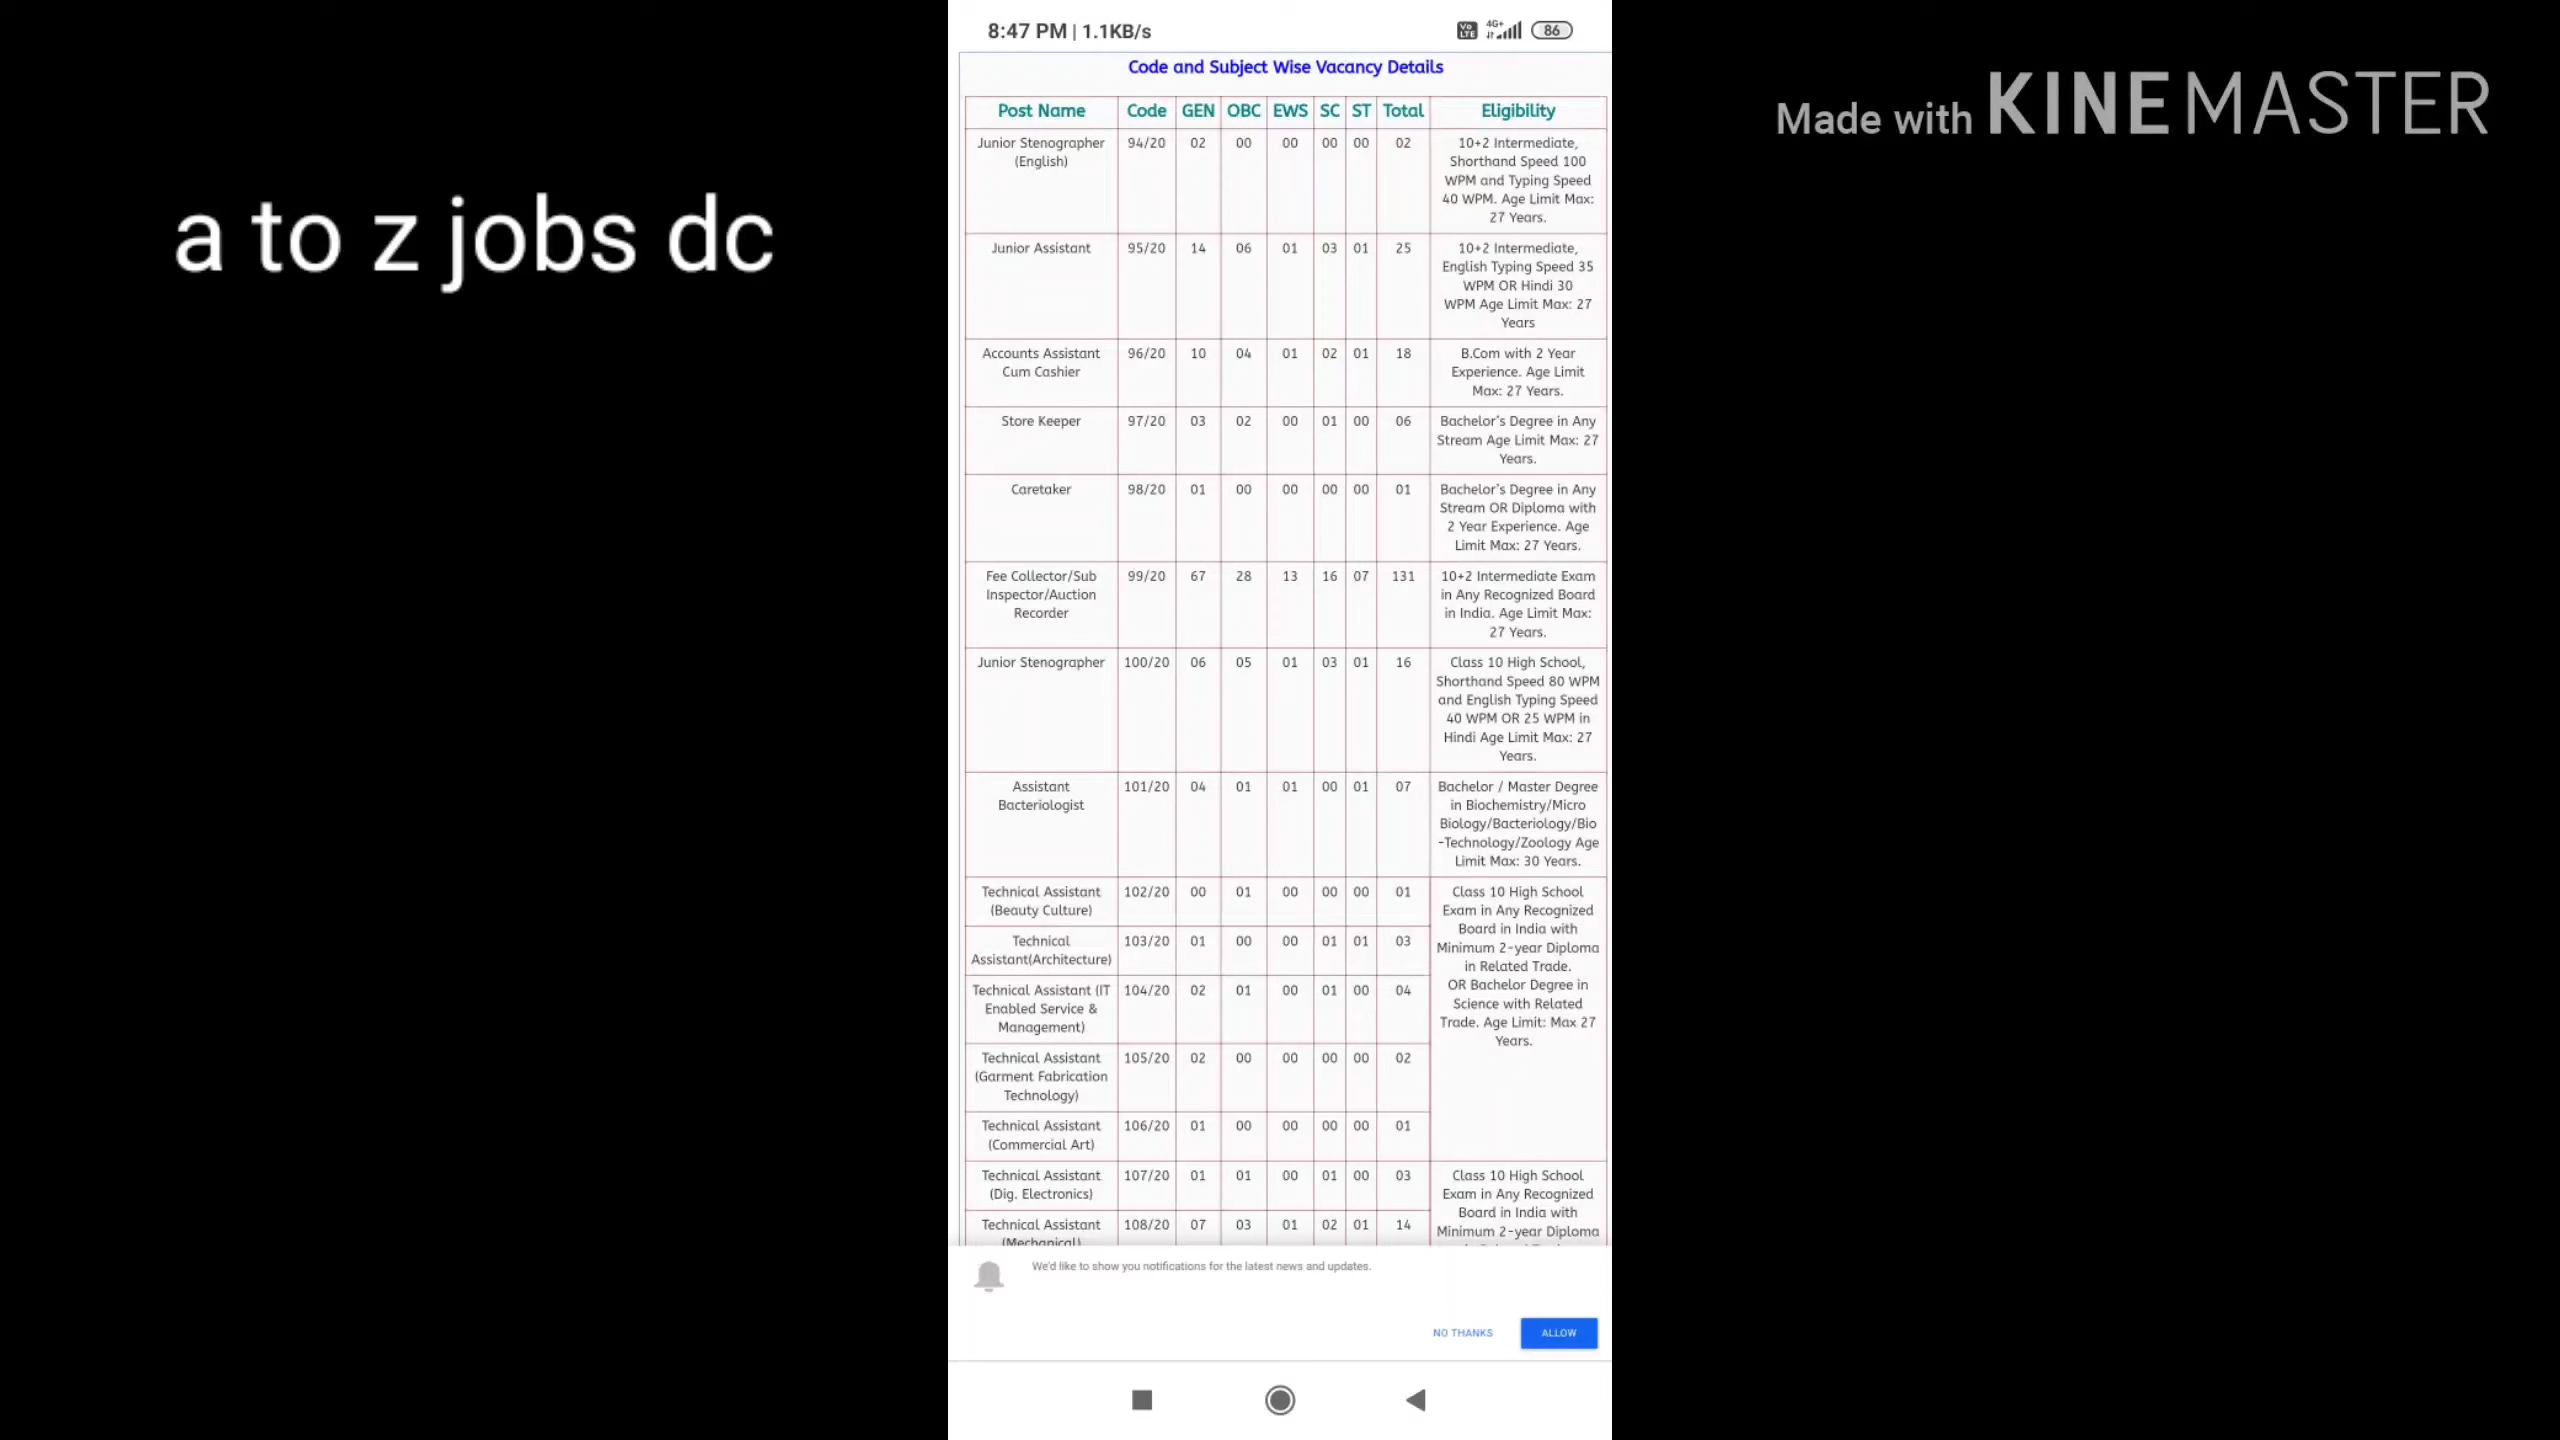 8:47 PM | 1.1KB/s
Vo LTE 4G+ 86
Made with KINEMASTER
a to z jobs dc
Code and Subject Wise Vacancy Details
Post Name Code GEN OBC EWS SC ST Total Eligibility
Junior Stenographer 94/20 02 00 00 00 00 02 10+2 Intermediate,
(English) Shorthand Speed 100
WPM and Typing Speed
40 WPM. Age Limit Max:
27 Years.
Junior Assistant 95/20 14 06 01 03 01 25 10+2 Intermediate,
English Typing Speed 35
WPM OR Hindi 30
WPM Age Limit Max: 27
Years
Accounts Assistant 96/20 10 04 01 02 01 18 B.Com with 2 Year
Cum Cashier Experience. Age Limit
Max: 27 Years.
Store Keeper 97/20 03 02 00 01 00 06 Bachelor's Degree in Any
Stream Age Limit Max: 27
Years.
Caretaker 98/20 01 00 00 00 00 01 Bachelor's Degree in Any
Stream OR Diploma with
2 Year Experience. Age
Limit Max: 27 Years.
Fee Collector/Sub 99/20 67 28 13 16 07 131 10+2 Intermediate Exam
Inspector/Auction in Any Recognized Board
Recorder in India. Age Limit Max:
27 Years.
Junior Stenographer 100/20 06 05 01 03 01 16 Class 10 High School,
Shorthand Speed 80 WPM
and English Typing Speed
40 WPM OR 25 WPM in
Hindi Age Limit Max: 27
Years.
Assistant 101/20 04 01 01 00 01 07 Bachelor / Master Degree
Bacteriologist in Biochemistry/Micro
Biology/Bacteriology/Bio
-Technology/Zoology Age
Limit Max: 30 Years.
Technical Assistant 102/20 00 01 00 00 00 01 Class 10 High School
(Beauty Culture) Exam in Any Recognized
Board in India with
Technical 103/20 01 00 00 01 01 03 Minimum 2-year Diploma
Assistant(Architecture) in Related Trade.
Technical Assistant (IT 104/20 02 01 00 01 00 04 OR Bachelor Degree in
Enabled Service & Science with Related
Management) Trade. Age Limit: Max 27
Years.
Technical Assistant 105/20 02 00 00 00 00 02
(Garment Fabrication
Technology)
Technical Assistant 106/20 01 00 00 00 00 01
(Commercial Art)
Technical Assistant 107/20 01 01 00 01 00 03 Class 10 High School
(Dig. Electronics) Exam in Any Recognized
Board in India with
Technical Assistant 108/20 07 03 01 02 01 14 Minimum 2-year Diploma
(Mechanical)
We'd like to show you notifications for the latest news and updates.
NO THANKS ALLOW